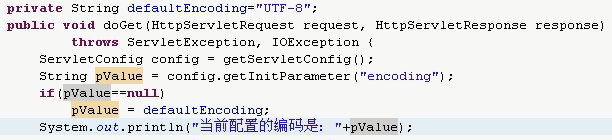 private String defaultEncoding="UTF-8";
public void doGet(HttpServletRequest request, HttpServletResponse response)
throws ServletException, IOException {
ServletConfig config = getServletConfig();
String pValue = config.getInitParameter("encoding");
if(pValue==null)
pValue = defaultEncoding;
System.out.println("当前配置的编码是: "+pValue);